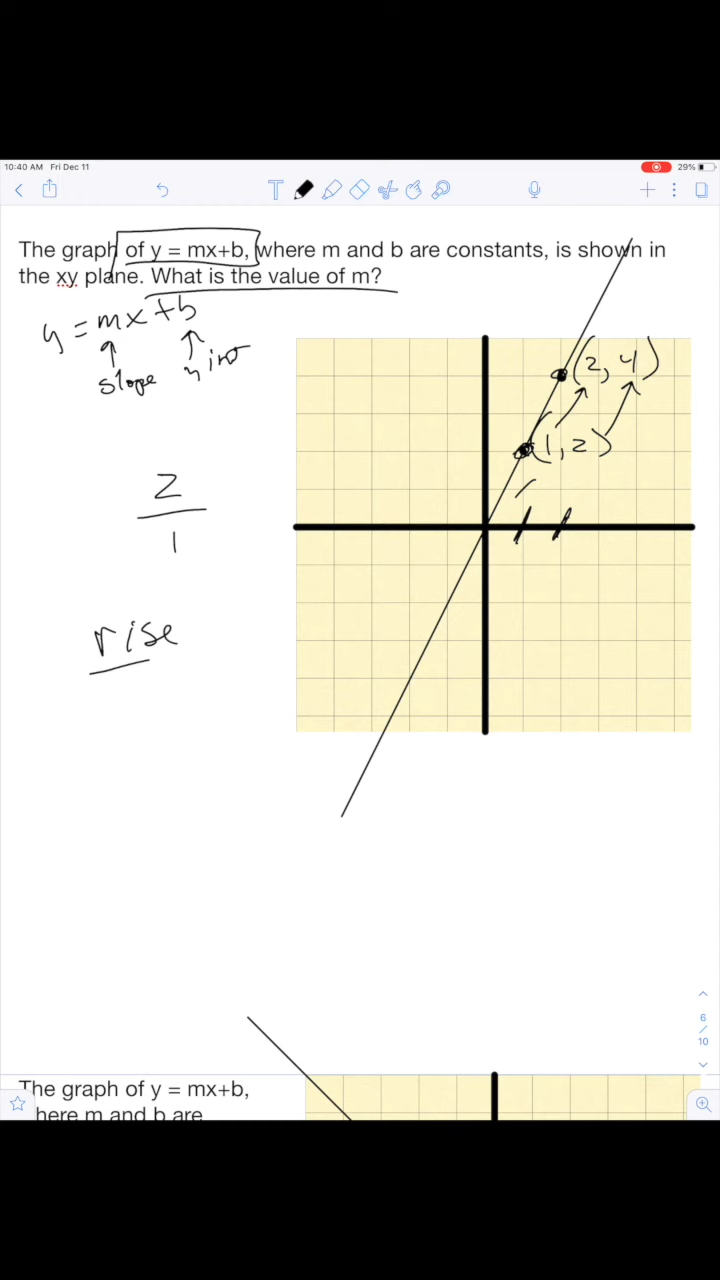 10:40 AM Fri Dec 11
29%
The graph of y = mx+b, where m and b are constants, is shown in
the xy plane. What is the value of m?
y = mx + b
slope
y int
(2, 4)
(1, 2)
2
1
rise
6
/
10
The graph of y = mx+b,
here m and b are